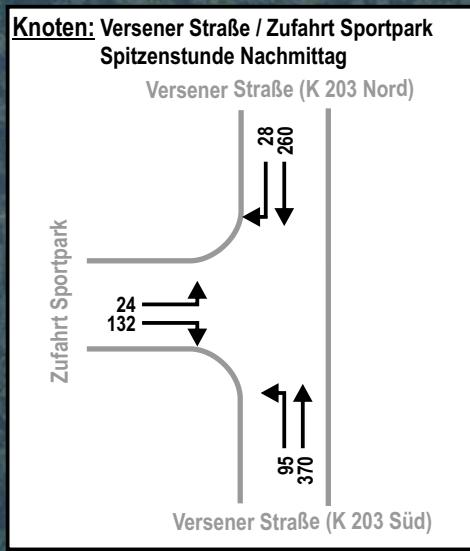 Knoten: Versener Straße / Zufahrt Sportpark
Spitzenstunde Nachmittag
Versener Straße (K 203 Nord)
28
260
Zufahrt Sportpark
24
132
95
370
Versener Straße (K 203 Süd)